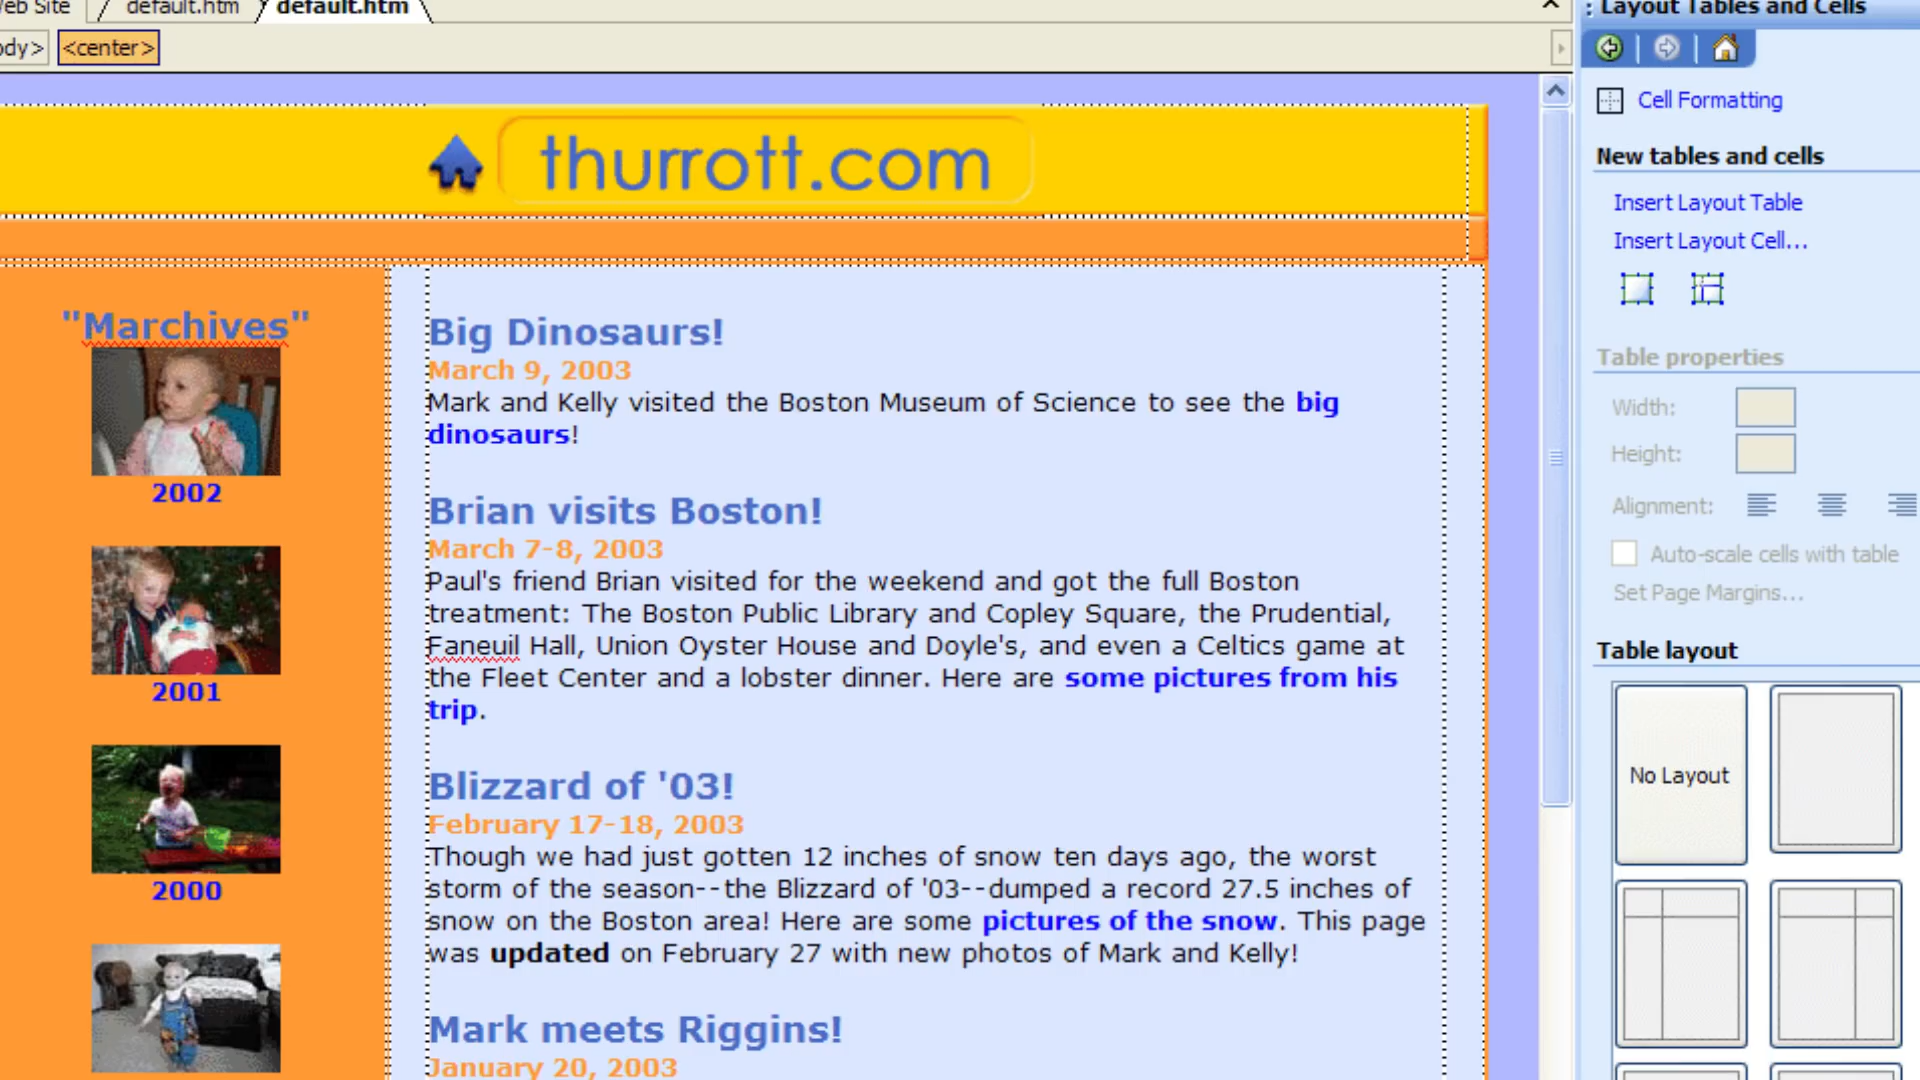 Web Site
default.htm
default.htm
<center>
Layout Tables and Cells
Cell Formatting
New tables and cells
Insert Layout Table
Insert Layout Cell...
Table properties
Width:
Height:
Alignment:
Auto-scale cells with table
Set Page Margins...
Table layout
No Layout
thurrott.com
"Marchives"
2002
2001
2000
Big Dinosaurs!
March 9, 2003
Mark and Kelly visited the Boston Museum of Science to see the big
dinosaurs!
Brian visits Boston!
March 7-8, 2003
Paul's friend Brian visited for the weekend and got the full Boston
treatment: The Boston Public Library and Copley Square, the Prudential,
Faneuil Hall, Union Oyster House and Doyle's, and even a Celtics game at
the Fleet Center and a lobster dinner. Here are some pictures from his
trip.
Blizzard of '03!
February 17-18, 2003
Though we had just gotten 12 inches of snow ten days ago, the worst
storm of the season--the Blizzard of '03--dumped a record 27.5 inches of
snow on the Boston area! Here are some pictures of the snow. This page
was updated on February 27 with new photos of Mark and Kelly!
Mark meets Riggins!
January 20, 2003